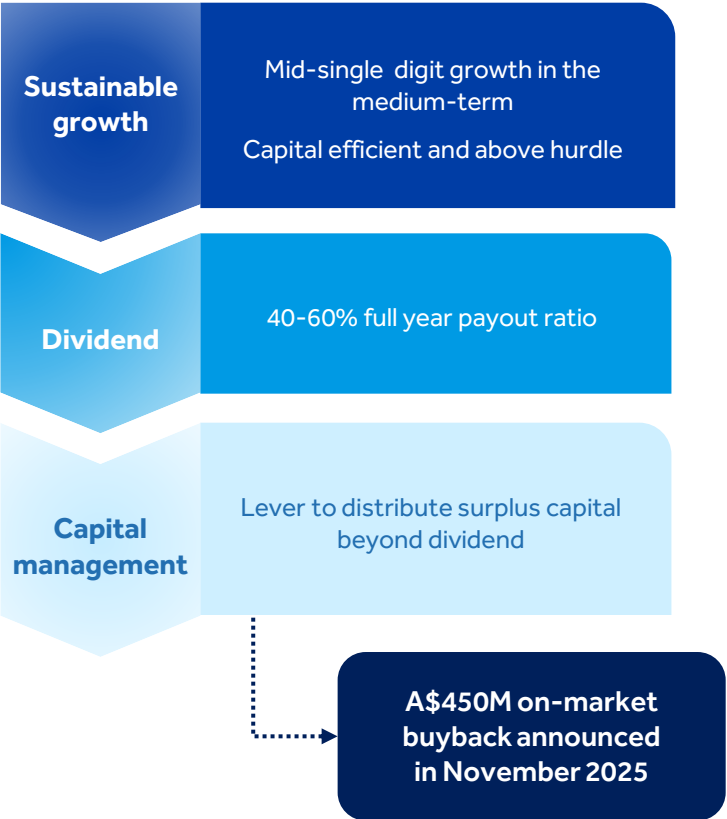 Sustainable
growth
Mid-single digit growth in the
medium-term
Capital efficient and above hurdle
Dividend
40-60% full year payout ratio
Capital
management
Lever to distribute surplus capital
beyond dividend
A$450M on-market
buyback announced
in November 2025